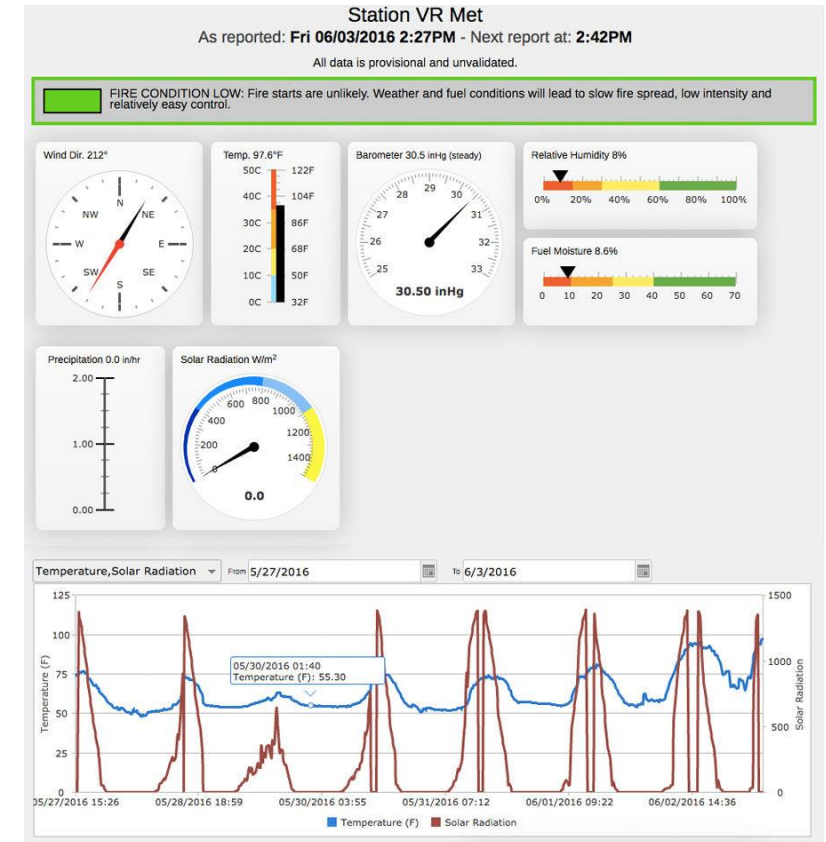 Station VR Met
As reported: Fri 06/03/2016 2:27PM - Next report at: 2:42PM
All data is provisional and unvalidated.
FIRE CONDITION LOW: Fire starts are unlikely. Weather and fuel conditions will lead to slow fire spread, low intensity and
relatively easy control.
Wind Dir. 212°
N
NW NE
W E
SW SE
S
Temp. 97.6°F
50C 122F
40C 104F
30C 86F
20C 68F
10C 50F
0C 32F
Barometer 30.5 inHg (steady)
25 26 27 28 29 30 31 32 33
30.50 inHg
Relative Humidity 8%
0% 20% 40% 60% 80% 100%
Fuel Moisture 8.6%
0 10 20 30 40 50 60 70
Precipitation 0.0 in/hr
2.00
1.00
0.00
Solar Radiation W/m²
0 200 400 600 800 1000 1200 1400
0.0
Temperature,Solar Radiation From 5/27/2016 To 6/3/2016
125 1500
100
1000
75
50
500
25
0 0
Temperature (F)
Solar Radiation
05/30/2016 01:40
Temperature (F): 55.30
05/27/2016 15:26 05/28/2016 18:59 05/30/2016 03:55 05/31/2016 07:12 06/01/2016 09:22 06/02/2016 14:36
Temperature (F) Solar Radiation